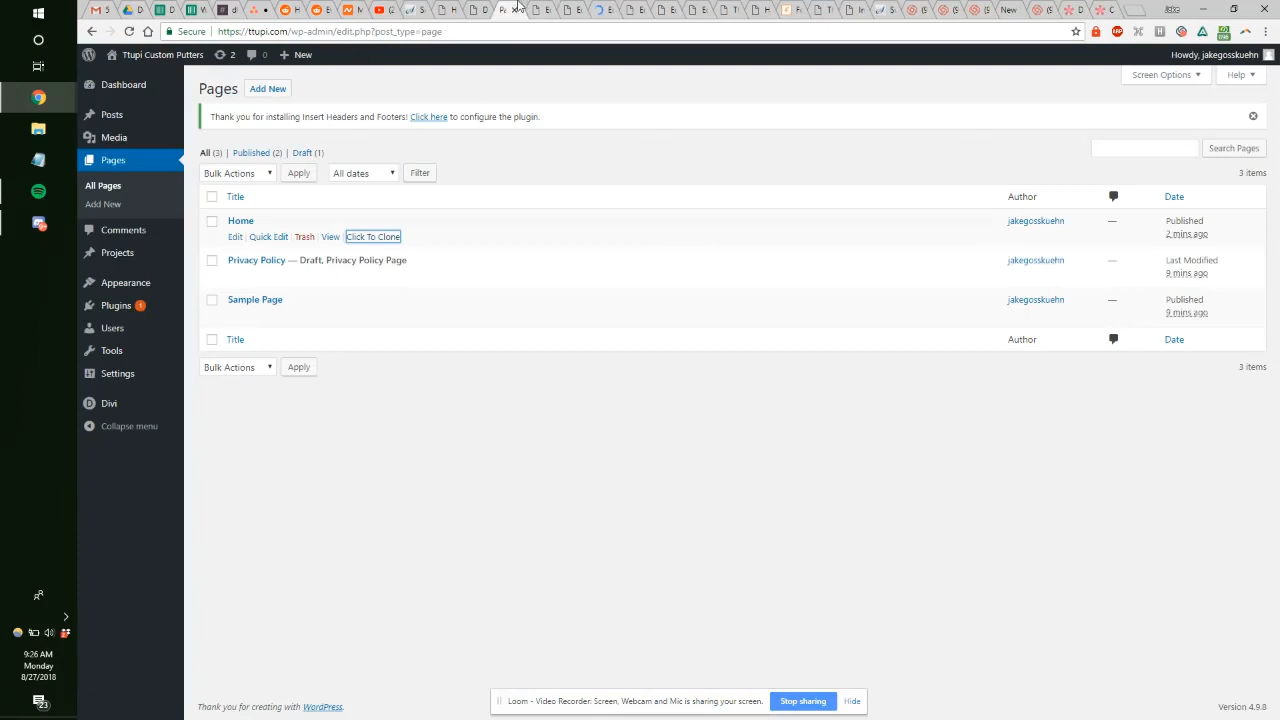 Secure https://ttupi.com/wp-admin/edit.php?post_type=page
Ttupi Custom Putters 2 0 New Howdy, jakegosskuehn
Dashboard
Posts
Media
Pages
All Pages
Add New
Comments
Projects
Appearance
Plugins 1
Users
Tools
Settings
Divi
Collapse menu
Pages Add New Screen Options Help
Thank you for installing Insert Headers and Footers! Click here to configure the plugin.
All (3) | Published (2) | Draft (1) Search Pages
Bulk Actions Apply All dates Filter 3 items
Title Author Date
Home jakegosskuehn — Published
Edit | Quick Edit | Trash | View | Click To Clone 2 mins ago
Privacy Policy — Draft, Privacy Policy Page jakegosskuehn — Last Modified
9 mins ago
Sample Page jakegosskuehn — Published
9 mins ago
Title Author Date
Bulk Actions Apply 3 items
9:26 AM
Monday
8/27/2018
23
Loom - Video Recorder: Screen, Webcam and Mic is sharing your screen. Stop sharing Hide
Thank you for creating with WordPress. Version 4.9.8